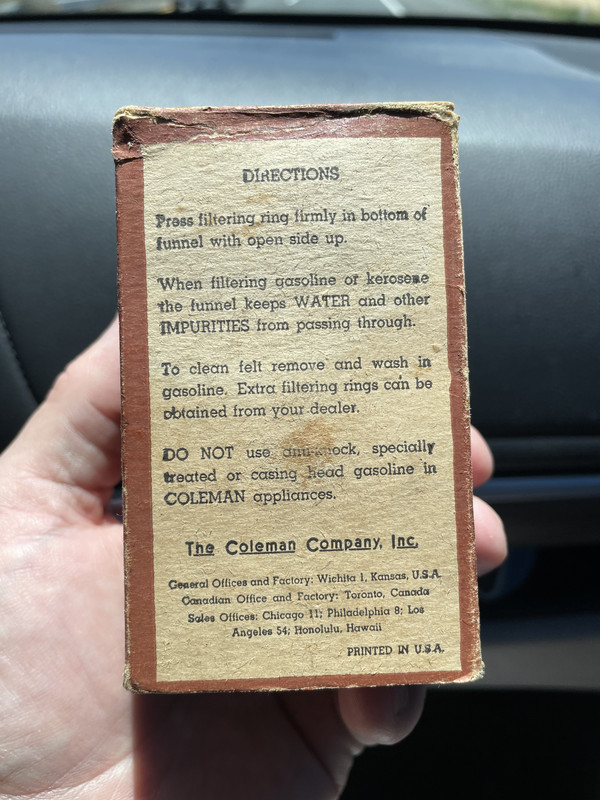 DIRECTIONS
Press filtering ring firmly in bottom of
funnel with open side up.
When filtering gasoline or kerosene
the funnel keeps WATER and other
IMPURITIES from passing through.
To clean felt remove and wash in
gasoline. Extra filtering rings can be
obtained from your dealer.
DO NOT use anti-knock, specially
treated or casing head gasoline in
COLEMAN appliances.
The Coleman Company, Inc.
General Offices and Factory: Wichita 1, Kansas, U.S.A.
Canadian Office and Factory: Toronto, Canada
Sales Offices: Chicago 11; Philadelphia 8; Los
Angeles 54; Honolulu, Hawaii
PRINTED IN U.S.A.